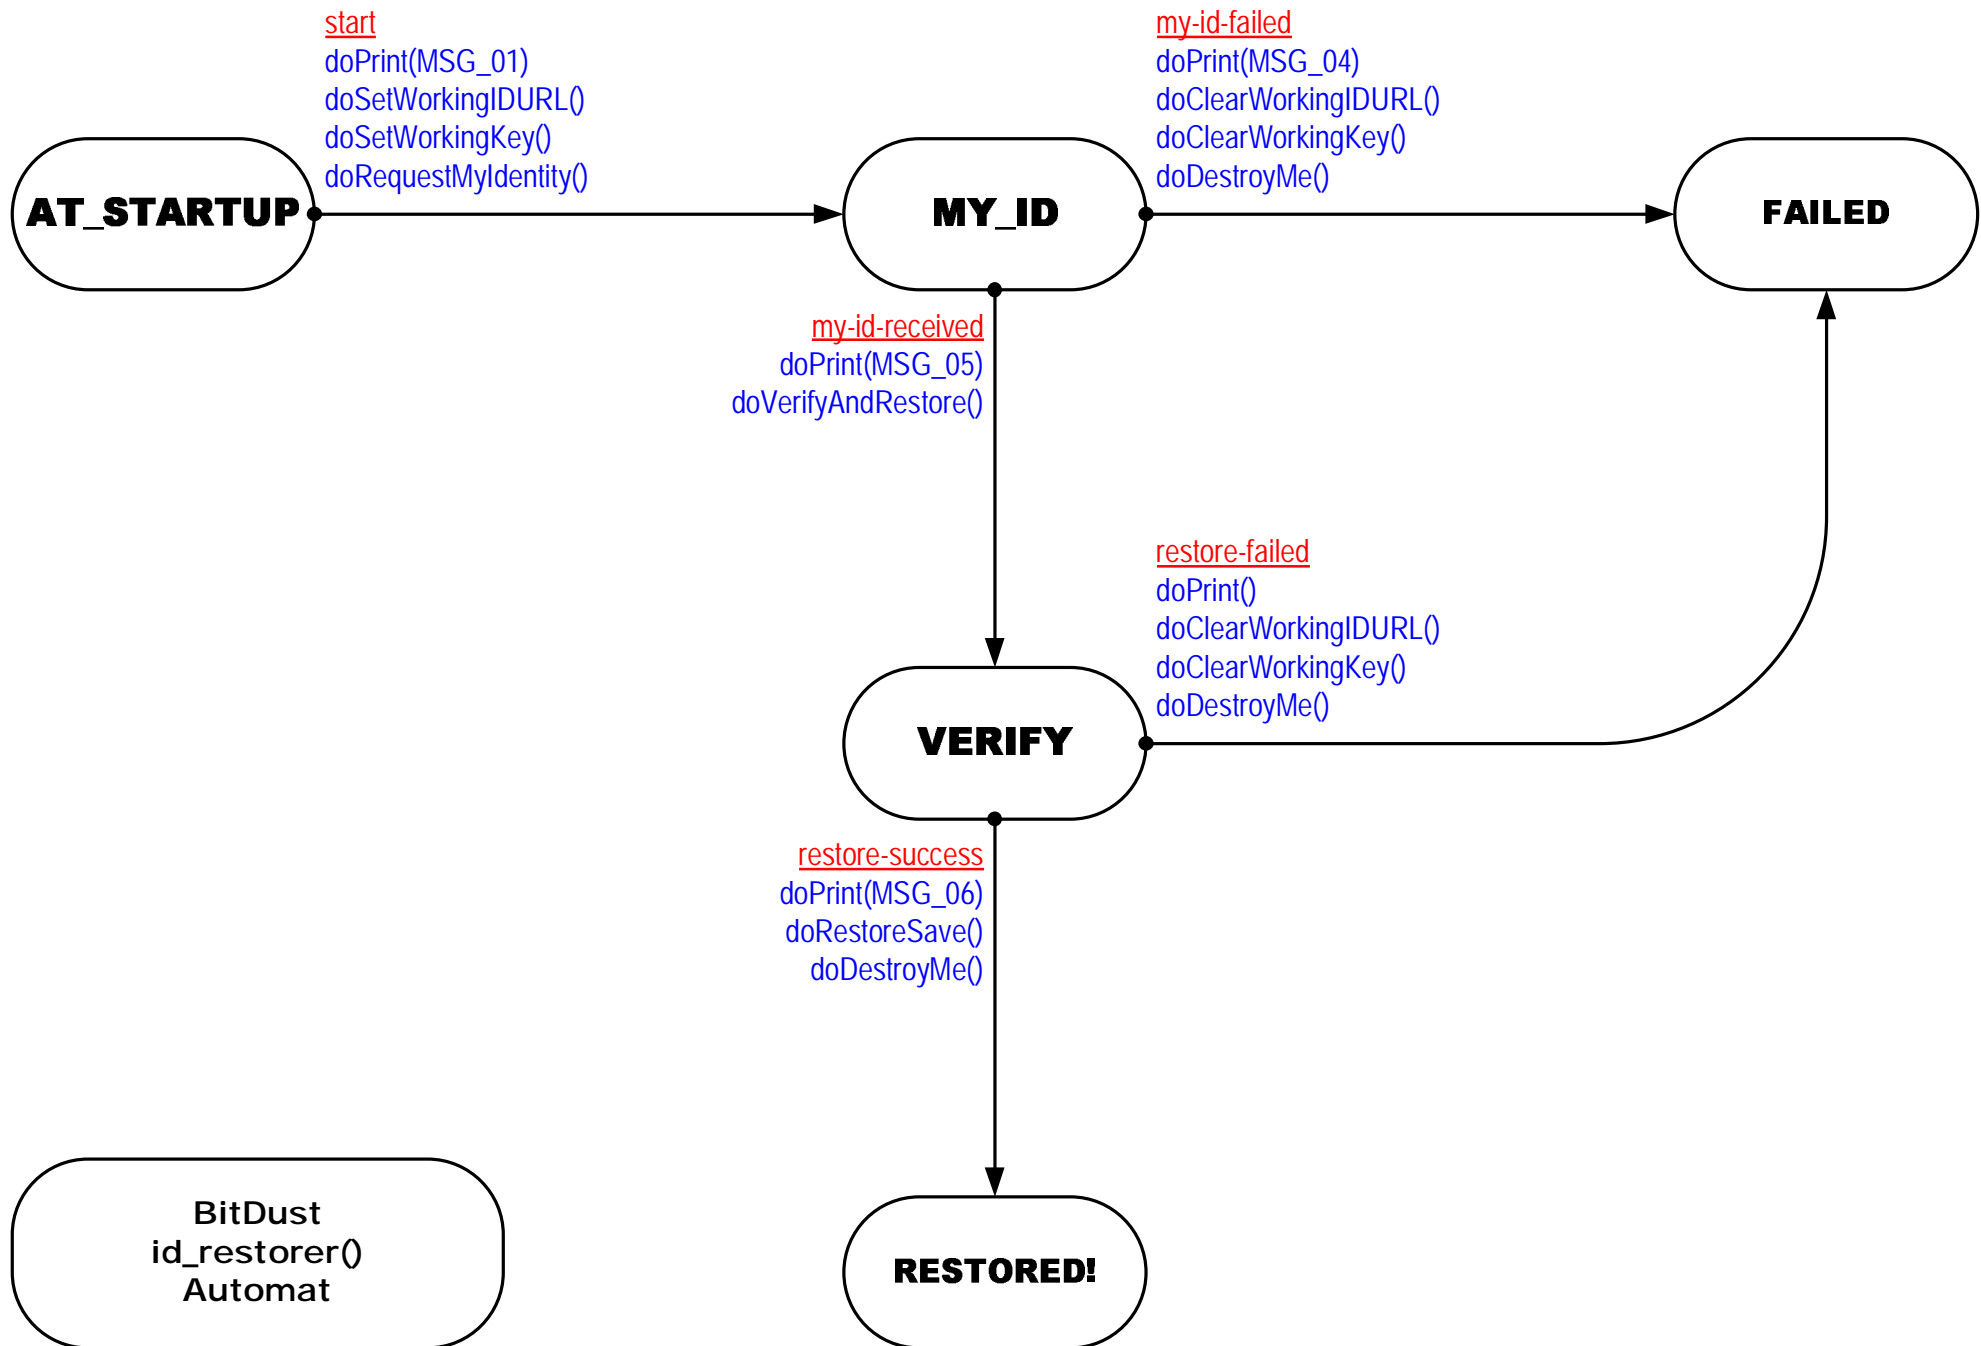 start
doPrint(MSG_01)
doSetWorkingIDURL()
doSetWorkingKey()
doRequestMyIdentity()
my-id-failed
doPrint(MSG_04)
doClearWorkingIDURL()
doClearWorkingKey()
doDestroyMe()
AT_STARTUP
MY_ID
FAILED
my-id-received
doPrint(MSG_05)
doVerifyAndRestore()
restore-failed
doPrint()
doClearWorkingIDURL()
doClearWorkingKey()
doDestroyMe()
VERIFY
restore-success
doPrint(MSG_06)
doRestoreSave()
doDestroyMe()
BitDust
id_restorer()
Automat
RESTORED!